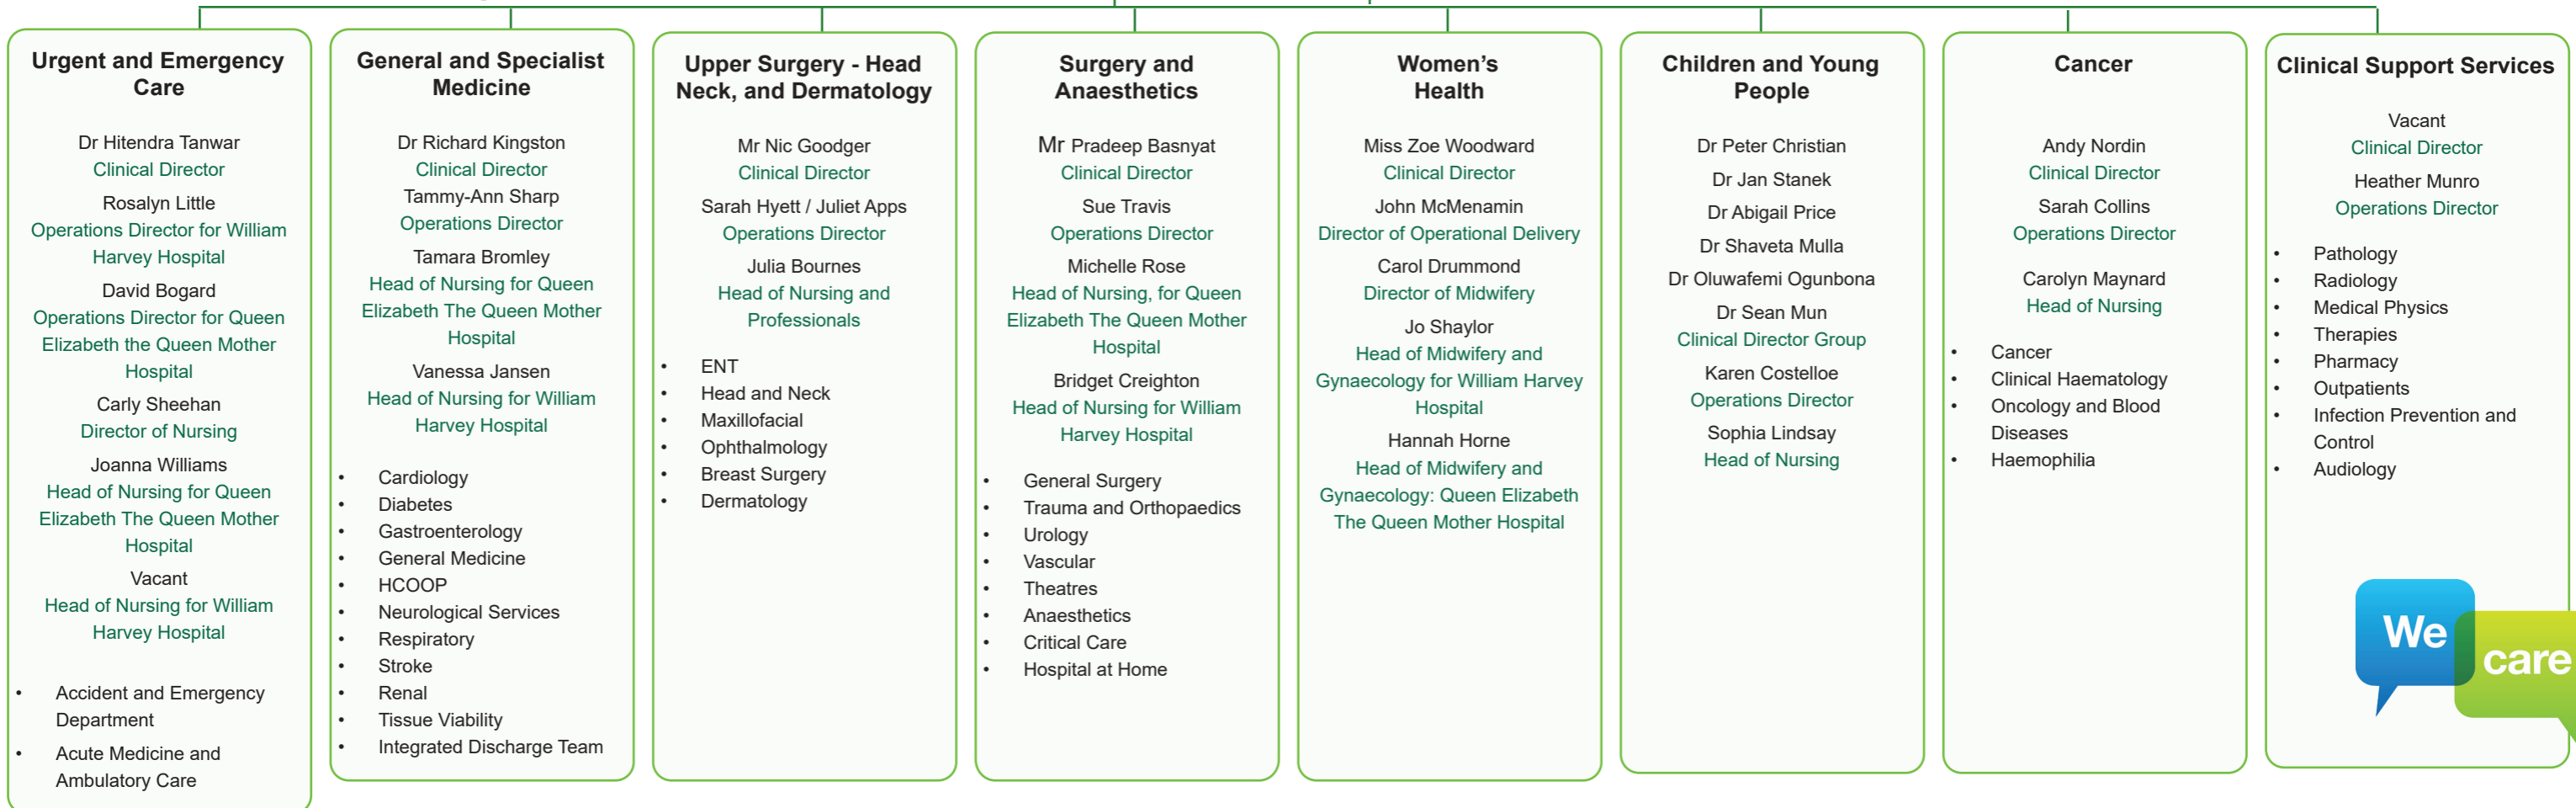 Urgent and Emergency
Care
Dr Hitendra Tanwar
Clinical Director
Rosalyn Little
Operations Director for William
Harvey Hospital
David Bogard
Operations Director for Queen
Elizabeth the Queen Mother
Hospital
Carly Sheehan
Director of Nursing
Joanna Williams
Head of Nursing for Queen
Elizabeth The Queen Mother
Hospital
Vacant
Head of Nursing for William
Harvey Hospital
• Accident and Emergency
Department
• Acute Medicine and
Ambulatory Care
General and Specialist
Medicine
Dr Richard Kingston
Clinical Director
Tammy-Ann Sharp
Operations Director
Tamara Bromley
Head of Nursing for Queen
Elizabeth The Queen Mother
Hospital
Vanessa Jansen
Head of Nursing for William
Harvey Hospital
• Cardiology
• Diabetes
• Gastroenterology
• General Medicine
• HCOOP
• Neurological Services
• Respiratory
• Stroke
• Renal
• Tissue Viability
• Integrated Discharge Team
Upper Surgery - Head
Neck, and Dermatology
Mr Nic Goodger
Clinical Director
Sarah Hyett / Juliet Apps
Operations Director
Julia Bournes
Head of Nursing and
Professionals
• ENT
• Head and Neck
• Maxillofacial
• Ophthalmology
• Breast Surgery
• Dermatology
Surgery and
Anaesthetics
Mr Pradeep Basnyat
Clinical Director
Sue Travis
Operations Director
Michelle Rose
Head of Nursing, for Queen
Elizabeth The Queen Mother
Hospital
Bridget Creighton
Head of Nursing for William
Harvey Hospital
• General Surgery
• Trauma and Orthopaedics
• Urology
• Vascular
• Theatres
• Anaesthetics
• Critical Care
• Hospital at Home
Women’s
Health
Miss Zoe Woodward
Clinical Director
John McMenamin
Director of Operational Delivery
Carol Drummond
Director of Midwifery
Jo Shaylor
Head of Midwifery and
Gynaecology for William Harvey
Hospital
Hannah Horne
Head of Midwifery and
Gynaecology: Queen Elizabeth
The Queen Mother Hospital
Children and Young
People
Dr Peter Christian
Dr Jan Stanek
Dr Abigail Price
Dr Shaveta Mulla
Dr Oluwafemi Ogunbona
Dr Sean Mun
Clinical Director Group
Karen Costelloe
Operations Director
Sophia Lindsay
Head of Nursing
Cancer
Andy Nordin
Clinical Director
Sarah Collins
Operations Director
Carolyn Maynard
Head of Nursing
• Cancer
• Clinical Haematology
• Oncology and Blood
Diseases
• Haemophilia
Clinical Support Services
Vacant
Clinical Director
Heather Munro
Operations Director
• Pathology
• Radiology
• Medical Physics
• Therapies
• Pharmacy
• Outpatients
• Infection Prevention and
Control
• Audiology
We
care